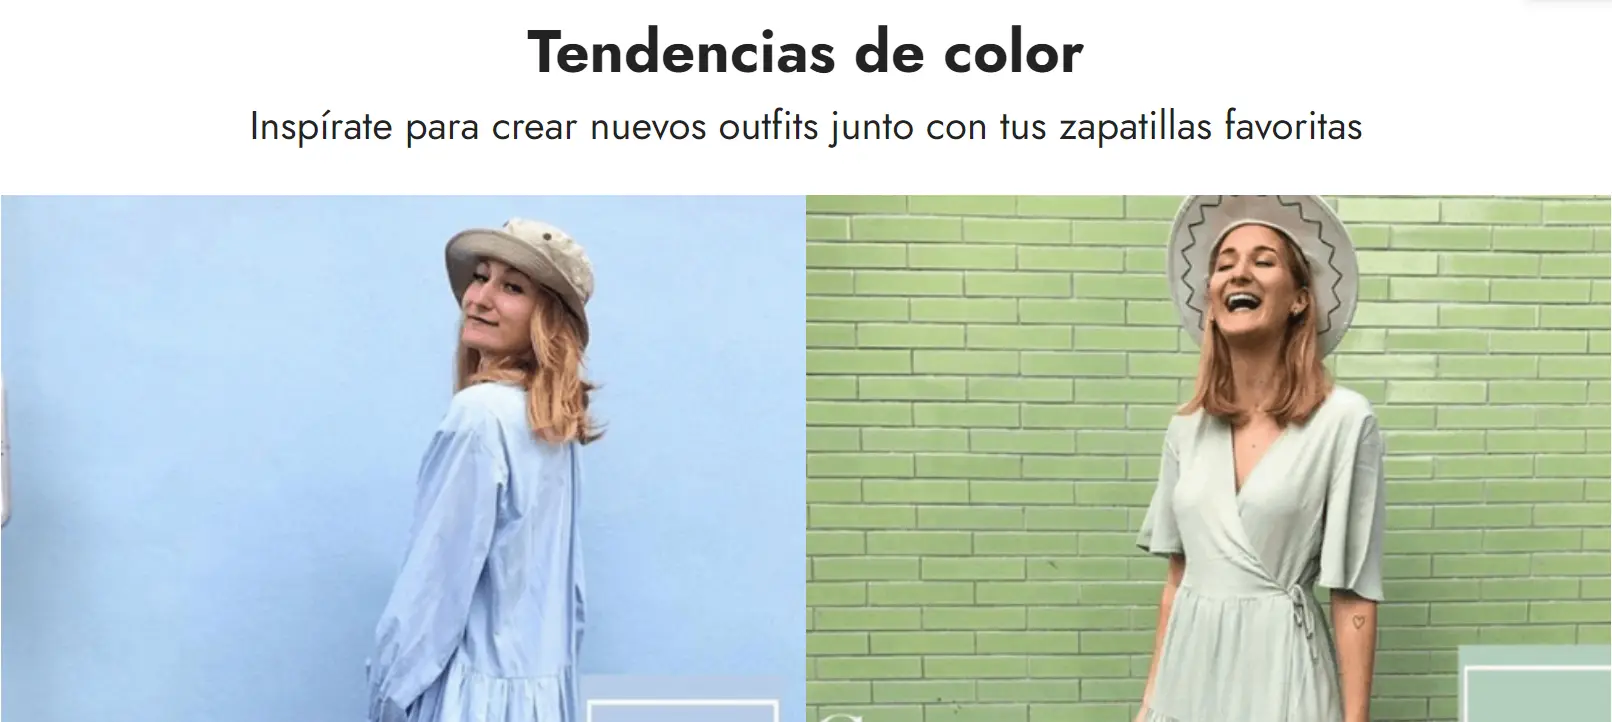 Tendencias de color
Inspírate para crear nuevos outfits junto con tus zapatillas favoritas